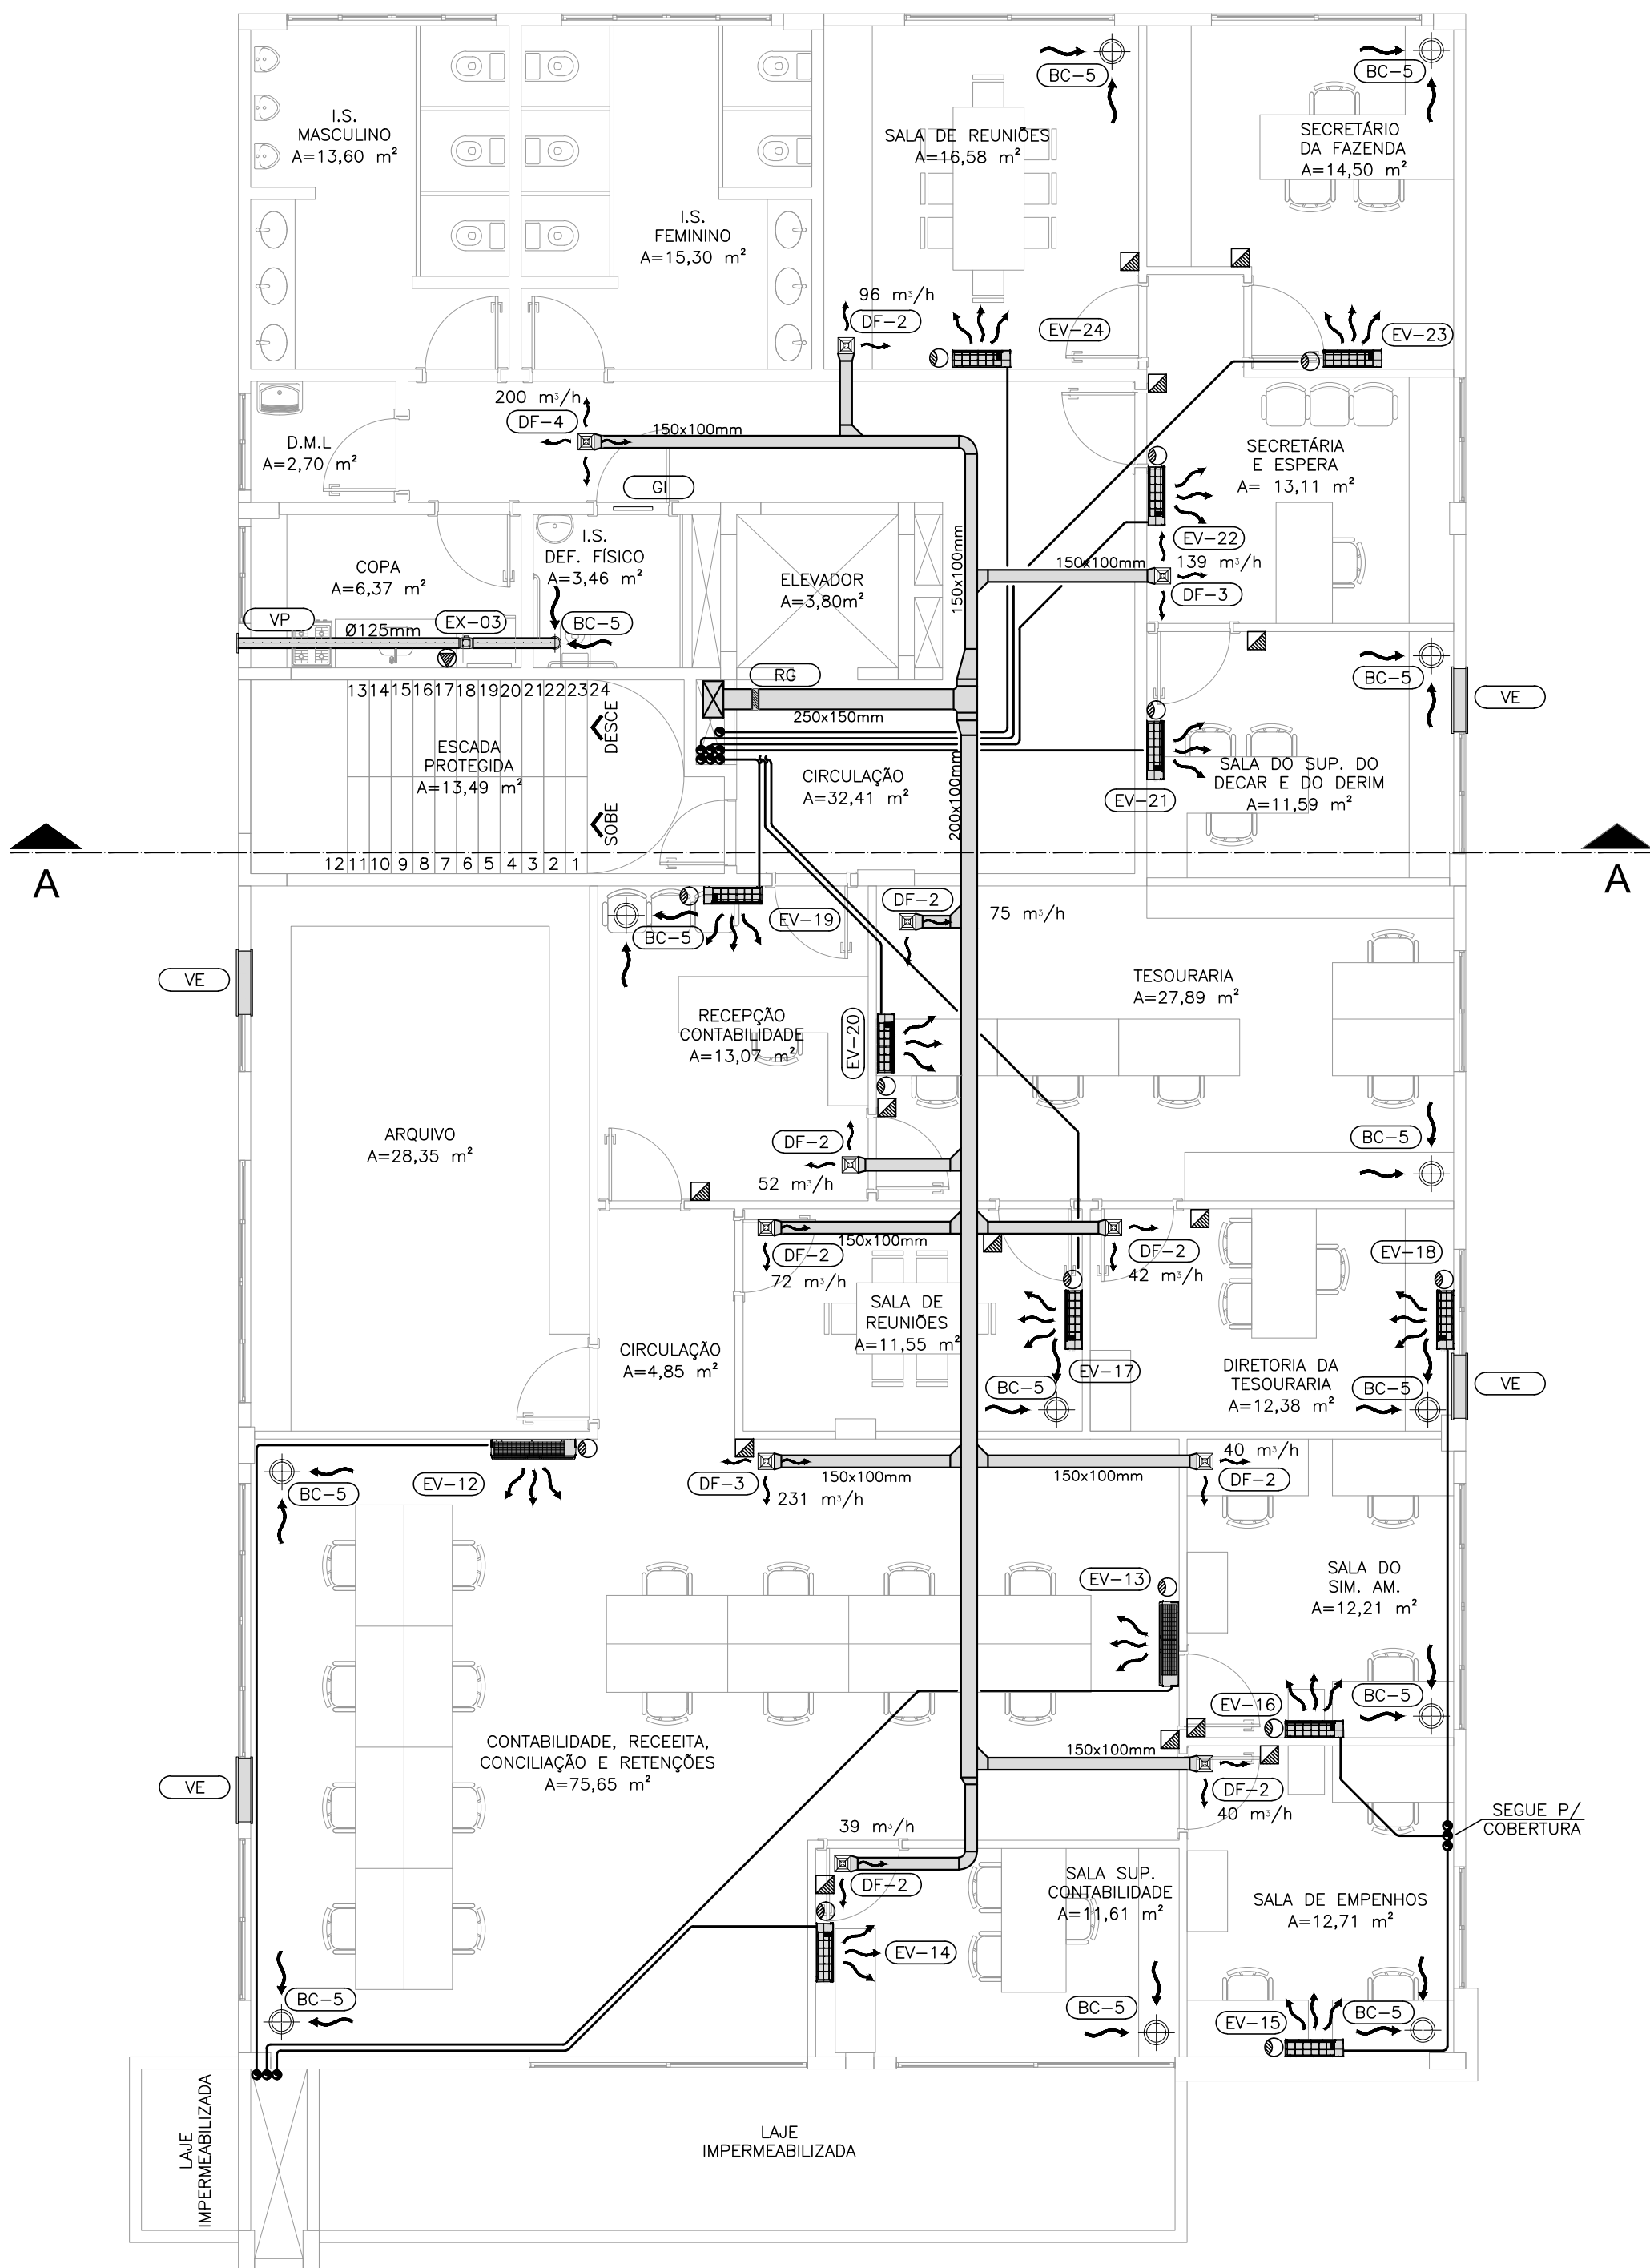 BC-5
BC-5
I.S.
MASCULINO
A=13,60 m²
SALA DE REUNIÕES
A=16,58 m²
SECRETÁRIO
DA FAZENDA
A=14,50 m²
I.S.
FEMININO
A=15,30 m²
96 m³/h
DF-2
EV-24
EV-23
200 m³/h
DF-4
150x100mm
D.M.L
A=2,70 m²
SECRETÁRIA
E ESPERA
A= 13,11 m²
GI
COPA
A=6,37 m²
I.S.
DEF. FÍSICO
A=3,46 m²
ELEVADOR
A=3,80m²
150x100mm
EV-22
150x100mm
139 m³/h
DF-3
VP
Ø125mm
EX-03
BC-5
RG
250x150mm
BC-5
VE
13 14 15 16 17 18 19 20 21 22 23 24
DESCE
ESCADA
PROTEGIDA
A=13,49 m²
SOBE
12 11 10 9 8 7 6 5 4 3 2 1
CIRCULAÇÃO
A=32,41 m²
200x100mm
EV-21
SALA DO SUP. DO
DECAR E DO DERIM
A=11,59 m²
A
A
BC-5
EV-19
DF-2
75 m³/h
VE
TESOURARIA
A=27,89 m²
RECEPÇÃO
CONTABILIDADE
A=13,07 m²
EV-20
ARQUIVO
A=28,35 m²
DF-2
52 m³/h
BC-5
150x100mm
DF-2
72 m³/h
DF-2
42 m³/h
EV-18
SALA DE
REUNIÕES
A=11,55 m²
CIRCULAÇÃO
A=4,85 m²
EV-17
BC-5
DIRETORIA DA
TESOURARIA
A=12,38 m²
BC-5
VE
EV-12
BC-5
DF-3
150x100mm
231 m³/h
150x100mm
40 m³/h
DF-2
EV-13
SALA DO
SIM. AM.
A=12,21 m²
EV-16
BC-5
CONTABILIDADE, RECEEITA,
CONCILIAÇÃO E RETENÇÕES
A=75,65 m²
150x100mm
VE
DF-2
40 m³/h
39 m³/h
SEGUE P/
COBERTURA
DF-2
SALA SUP.
CONTABILIDADE
A=11,61 m²
SALA DE EMPENHOS
A=12,71 m²
EV-14
BC-5
BC-5
EV-15
BC-5
LAJE
IMPERMEABILIZADA
LAJE
IMPERMEABILIZADA